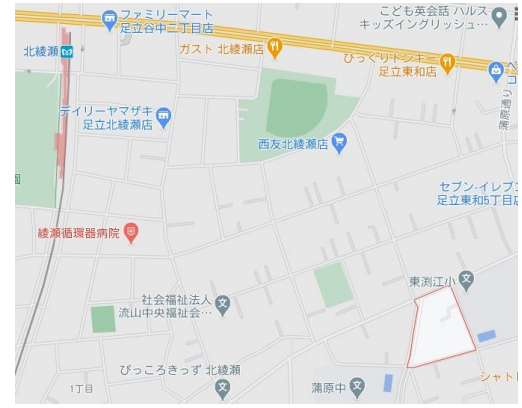 ファミリーマート
足立谷中二丁目店
こども英会話 パルス
キッズイングリッシュ…
北綾瀬
ガスト 北綾瀬店
びっくりドンキー
足立東和店
デイリーヤマザキ
足立北綾瀬店
西友北綾瀬店
蒲原通り
セブン-イレブン
足立東和5丁目店
綾瀬循環器病院
東渕江小
社会福祉法人
流山中央福祉会…
ぴっころきっず 北綾瀬
1丁目
蒲原中
シャトレ